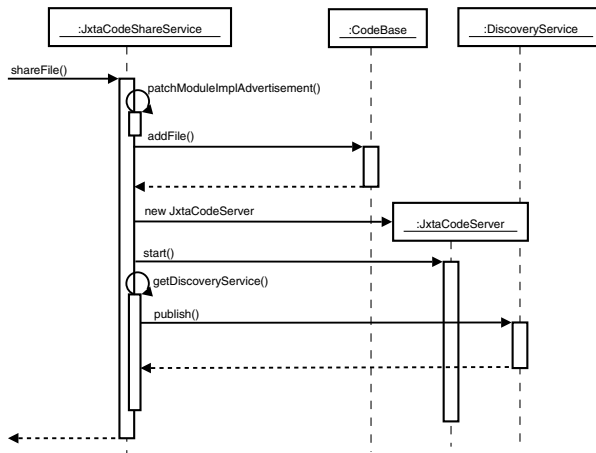 :JxtaCodeShareService
:CodeBase
:DiscoveryService
shareFile()
patchModuleImplAdvertisement()
addFile()
new JxtaCodeServer
:JxtaCodeServer
start()
getDiscoveryService()
publish()